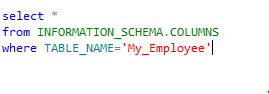 select *
from INFORMATION_SCHEMA.COLUMNS
where TABLE_NAME='My_Employee'